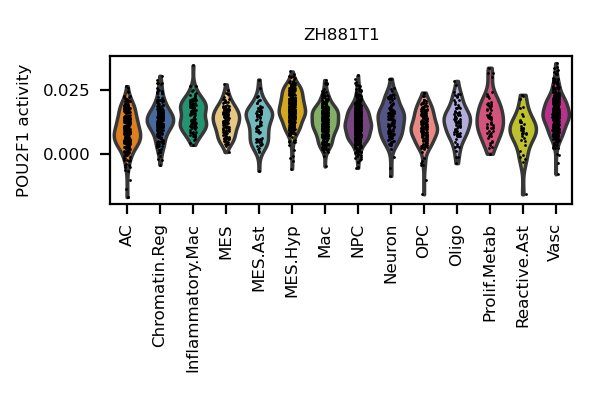 ZH881T1
POU2F1 activity
0.025
0.000
AC
Chromatin.Reg
Inflammatory.Mac
MES
MES.Ast
MES.Hyp
Mac
NPC
Neuron
OPC
Oligo
Prolif.Metab
Reactive.Ast
Vasc